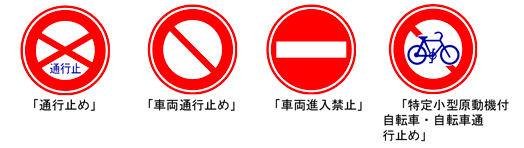 通行止
「通行止め」
「車両通行止め」
「車両進入禁止」
「特定小型原動機付
自転車・自転車通
行止め」